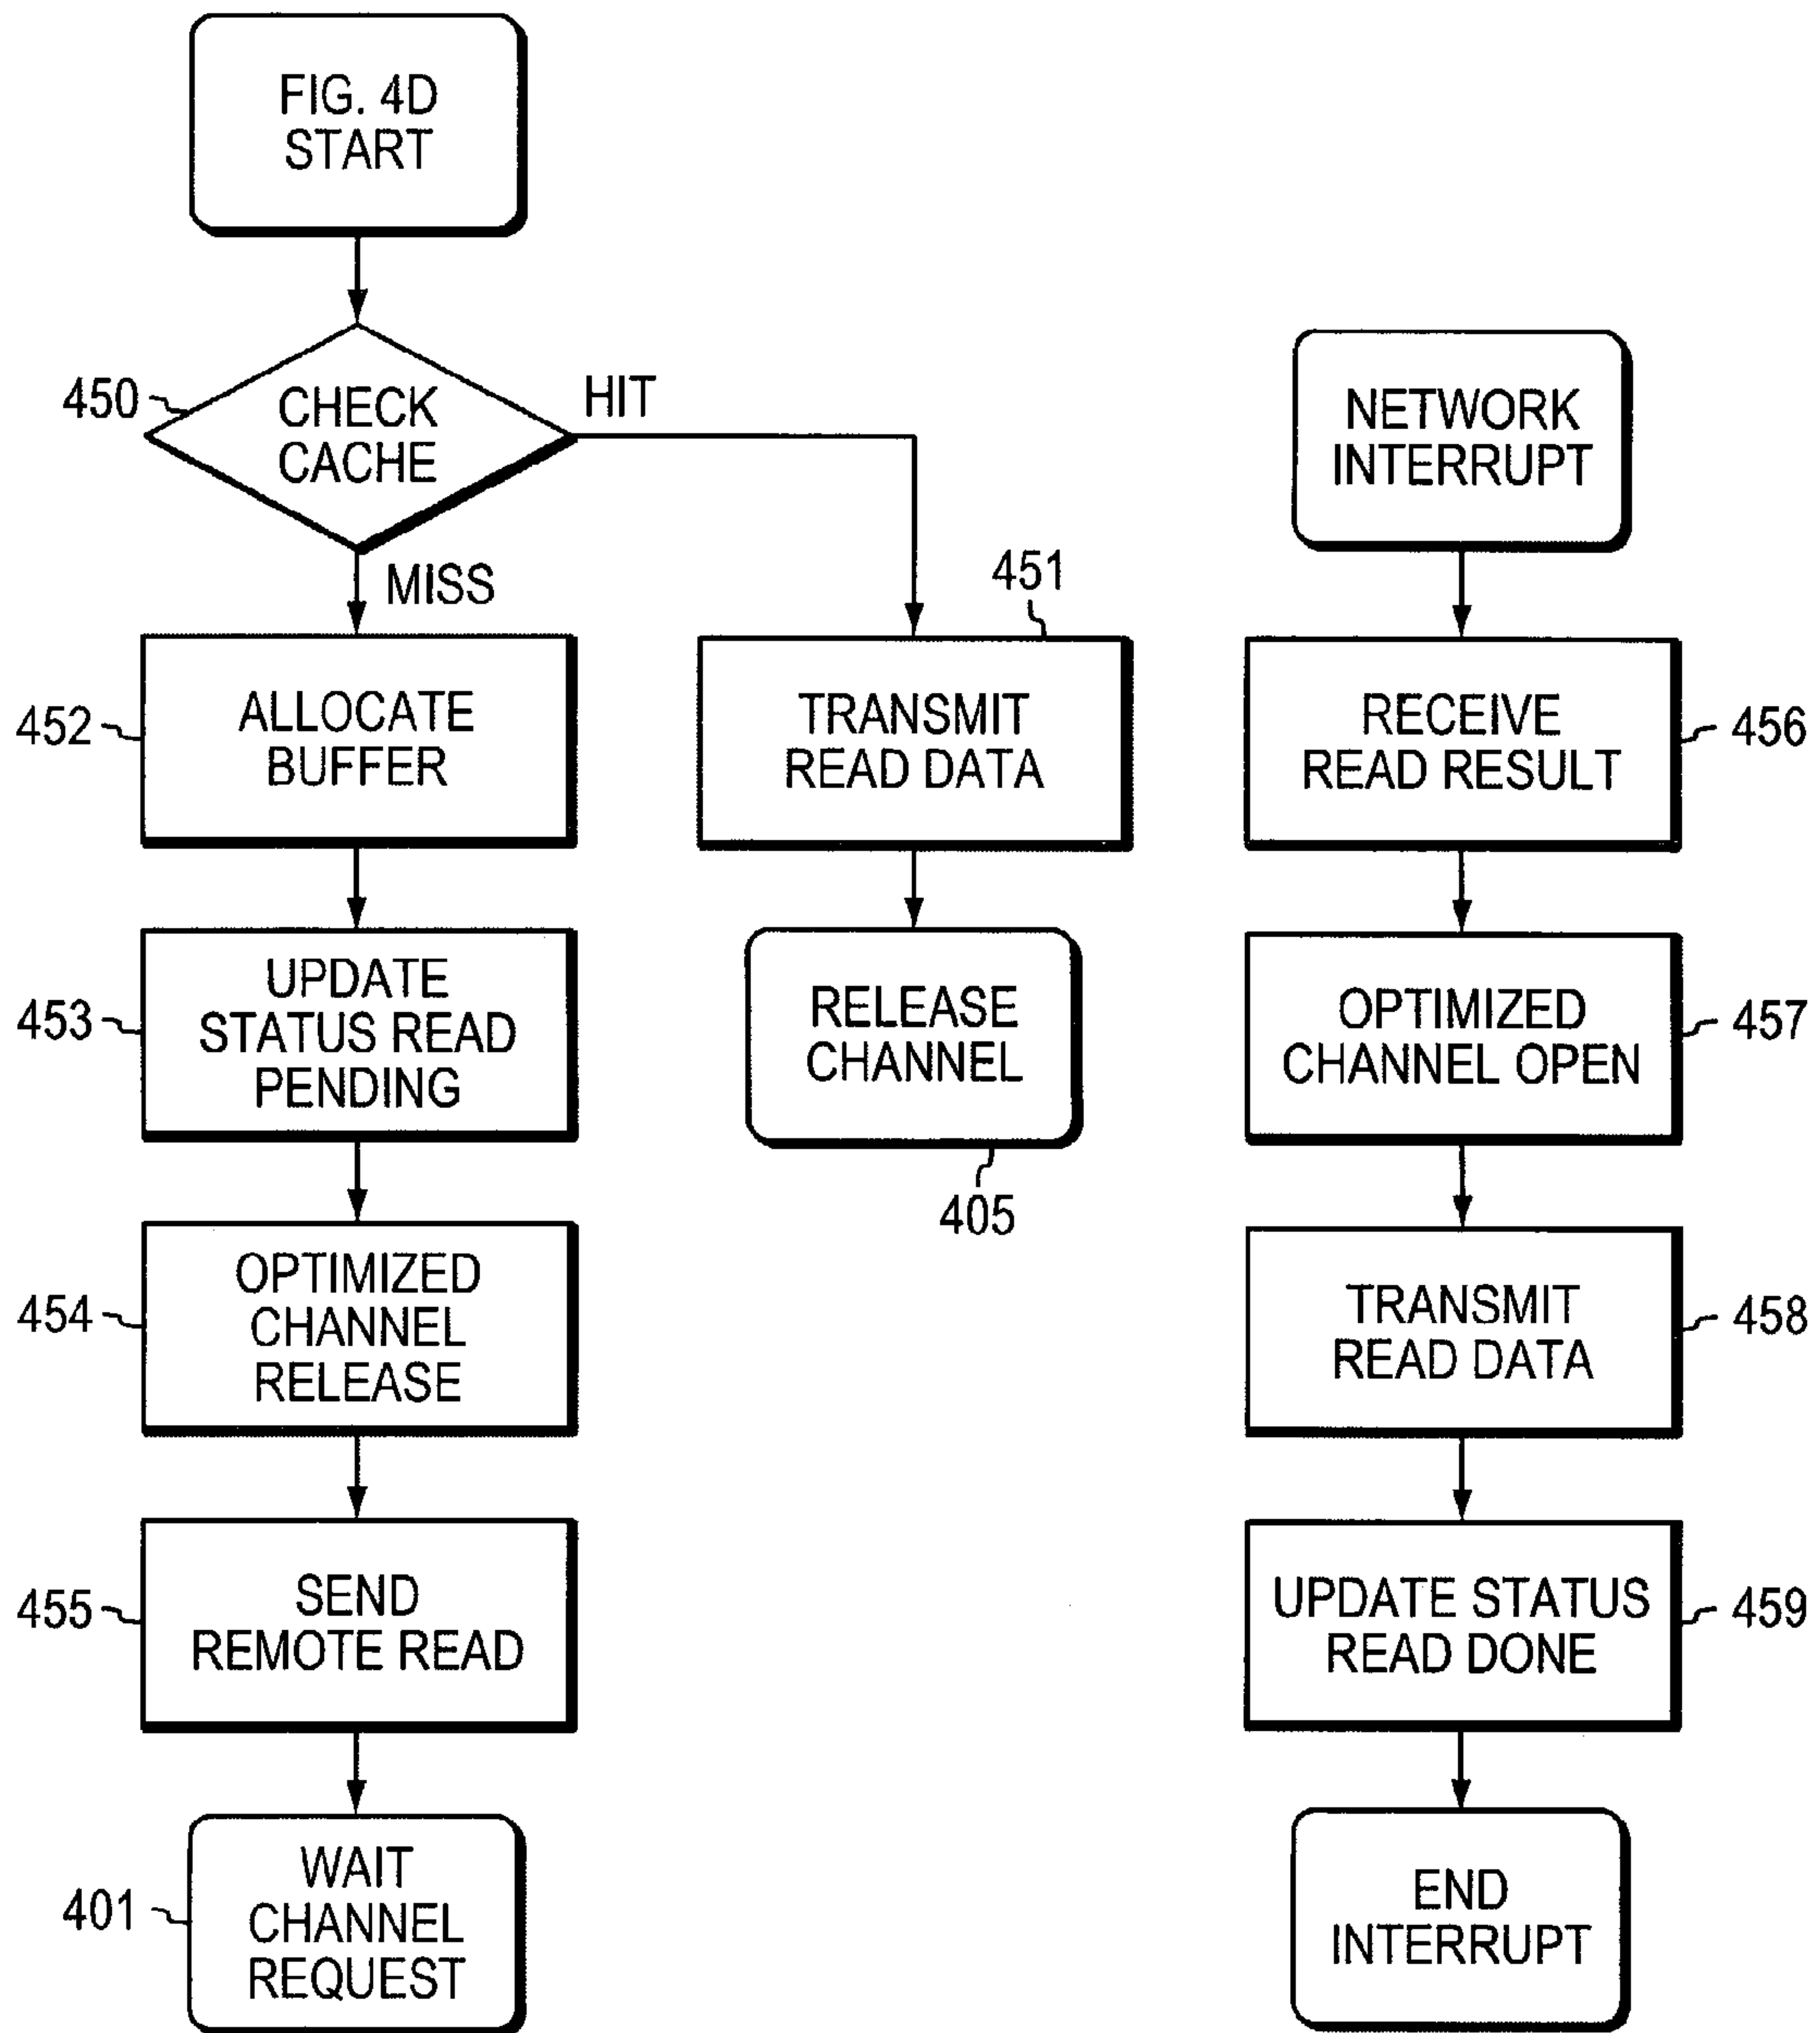 FIG. 4D
START
450
CHECK
CACHE
HIT
MISS
452
ALLOCATE
BUFFER
453
UPDATE
STATUS READ
PENDING
454
OPTIMIZED
CHANNEL
RELEASE
455
SEND
REMOTE READ
401
WAIT
CHANNEL
REQUEST
451
TRANSMIT
READ DATA
RELEASE
CHANNEL
405
NETWORK
INTERRUPT
RECEIVE
READ RESULT
456
OPTIMIZED
CHANNEL OPEN
457
TRANSMIT
READ DATA
458
UPDATE STATUS
READ DONE
459
END
INTERRUPT